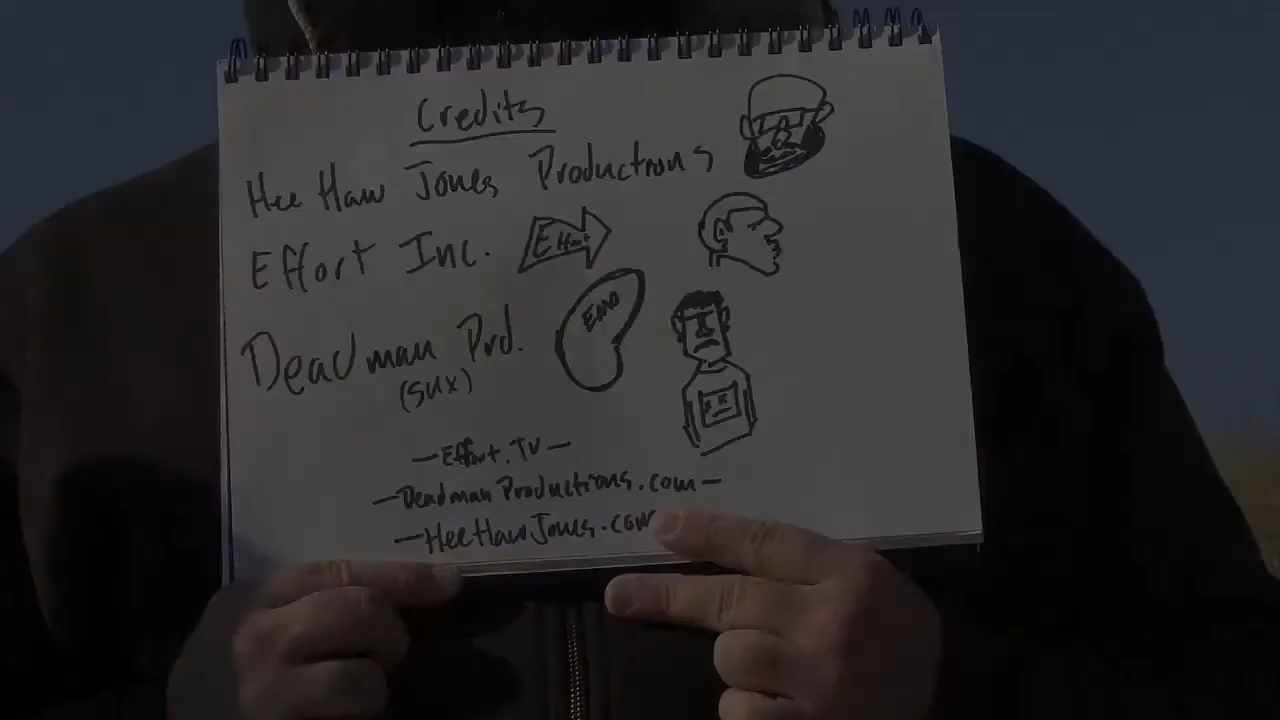 Credits
Hee Haw Jones Productions
Effort Inc. Effort
Deadman Prd. EMO
(SUX)
—Effort.TV—
—DeadmanProductions.com—
—HeeHawJones.com